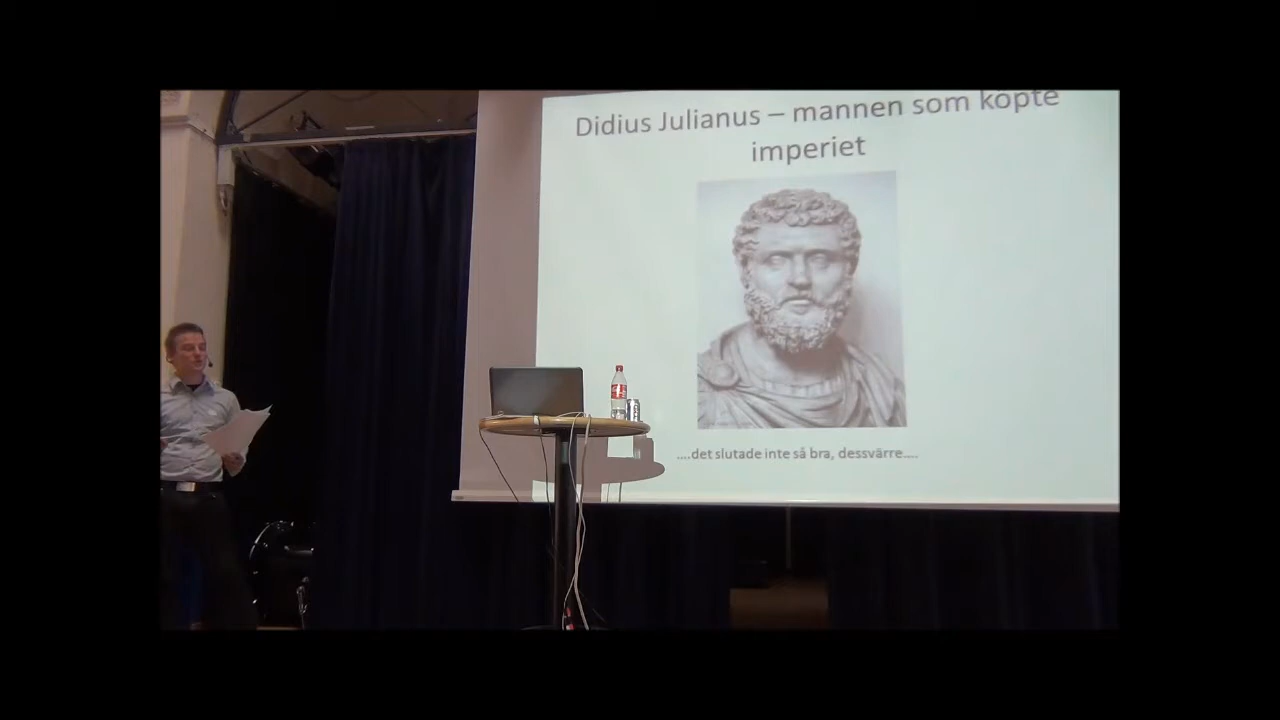 Didius Julianus – mannen som köpte
imperiet
....det slutade inte så bra, dessvärre....